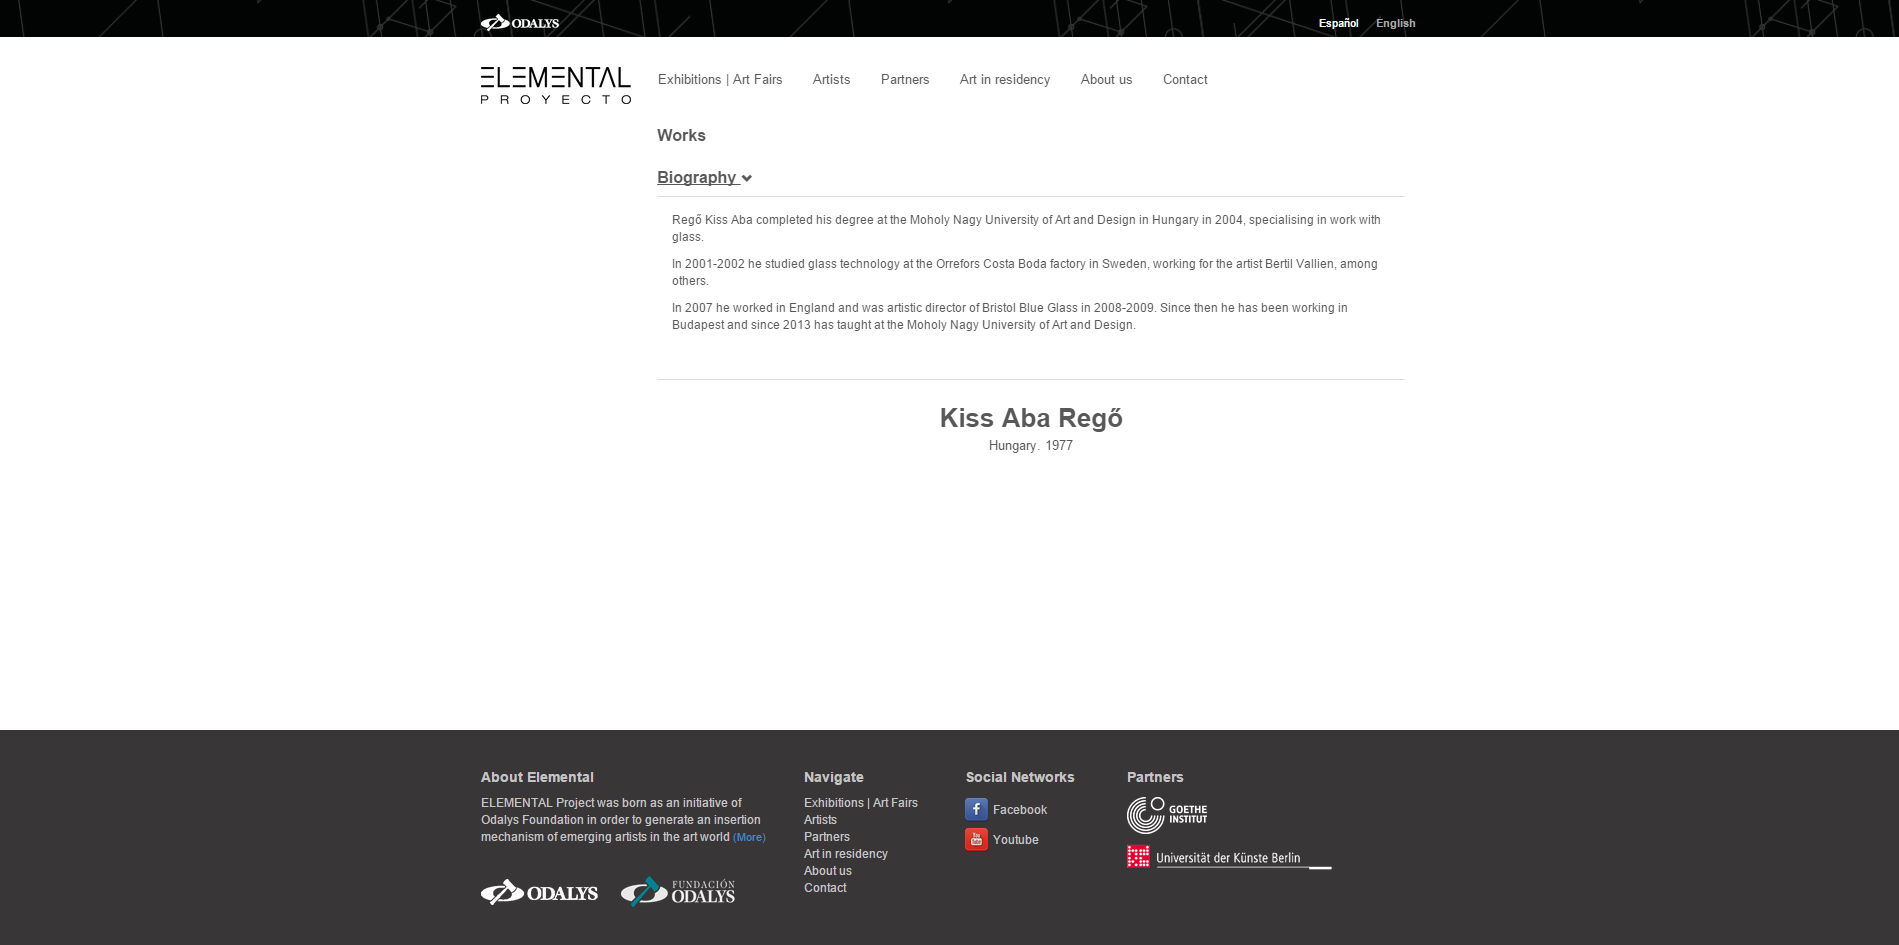 ODALYS
Español English
ELEMENTAL
PROYECTO
Exhibitions | Art Fairs Artists Partners Art in residency About us Contact
Works
Biography
Regő Kiss Aba completed his degree at the Moholy Nagy University of Art and Design in Hungary in 2004, specialising in work with
glass.
In 2001-2002 he studied glass technology at the Orrefors Costa Boda factory in Sweden, working for the artist Bertil Vallien, among
others.
In 2007 he worked in England and was artistic director of Bristol Blue Glass in 2008-2009. Since then he has been working in
Budapest and since 2013 has taught at the Moholy Nagy University of Art and Design.
Kiss Aba Regő
Hungary. 1977
About Elemental
ELEMENTAL Project was born as an initiative of
Odalys Foundation in order to generate an insertion
mechanism of emerging artists in the art world (More)
ODALYS
FUNDACIÓN
ODALYS
Navigate
Exhibitions | Art Fairs
Artists
Partners
Art in residency
About us
Contact
Social Networks
Facebook
You
Tube
Youtube
Partners
GOETHE
INSTITUT
Universität der Künste Berlin